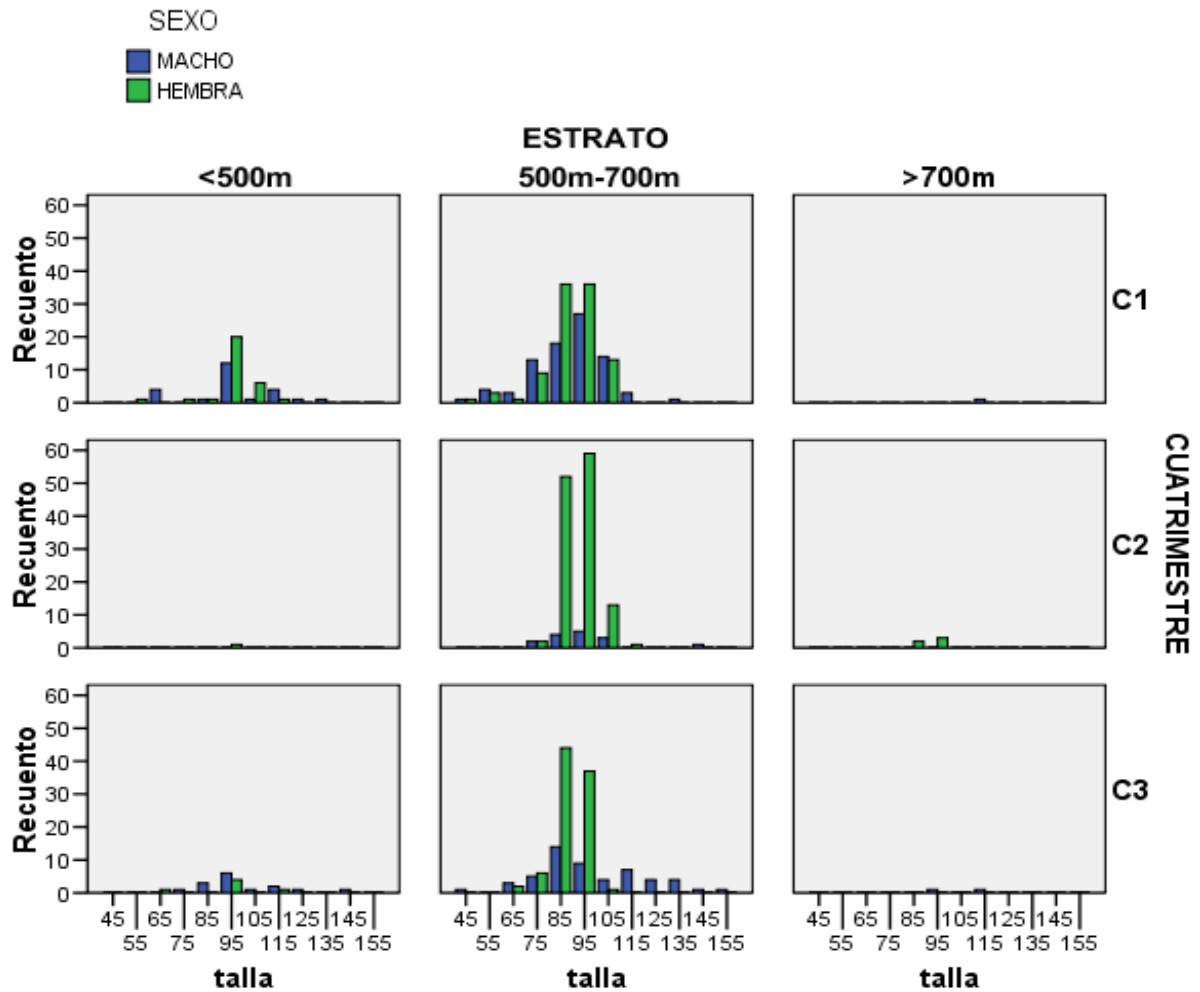 SEXO
MACHO
HEMBRA
ESTRATO
<500m 500m-700m >700m
Recuento
60
50
40
30
20
10
0
C1
Recuento
60
50
40
30
20
10
0
C2
CUATRIMESTRE
Recuento
60
50
40
30
20
10
0
C3
45 65 85 105 125 145 45 65 85 105 125 145 45 65 85 105 125 145
55 75 95 115 135 155 55 75 95 115 135 155 55 75 95 115 135 155
talla talla talla